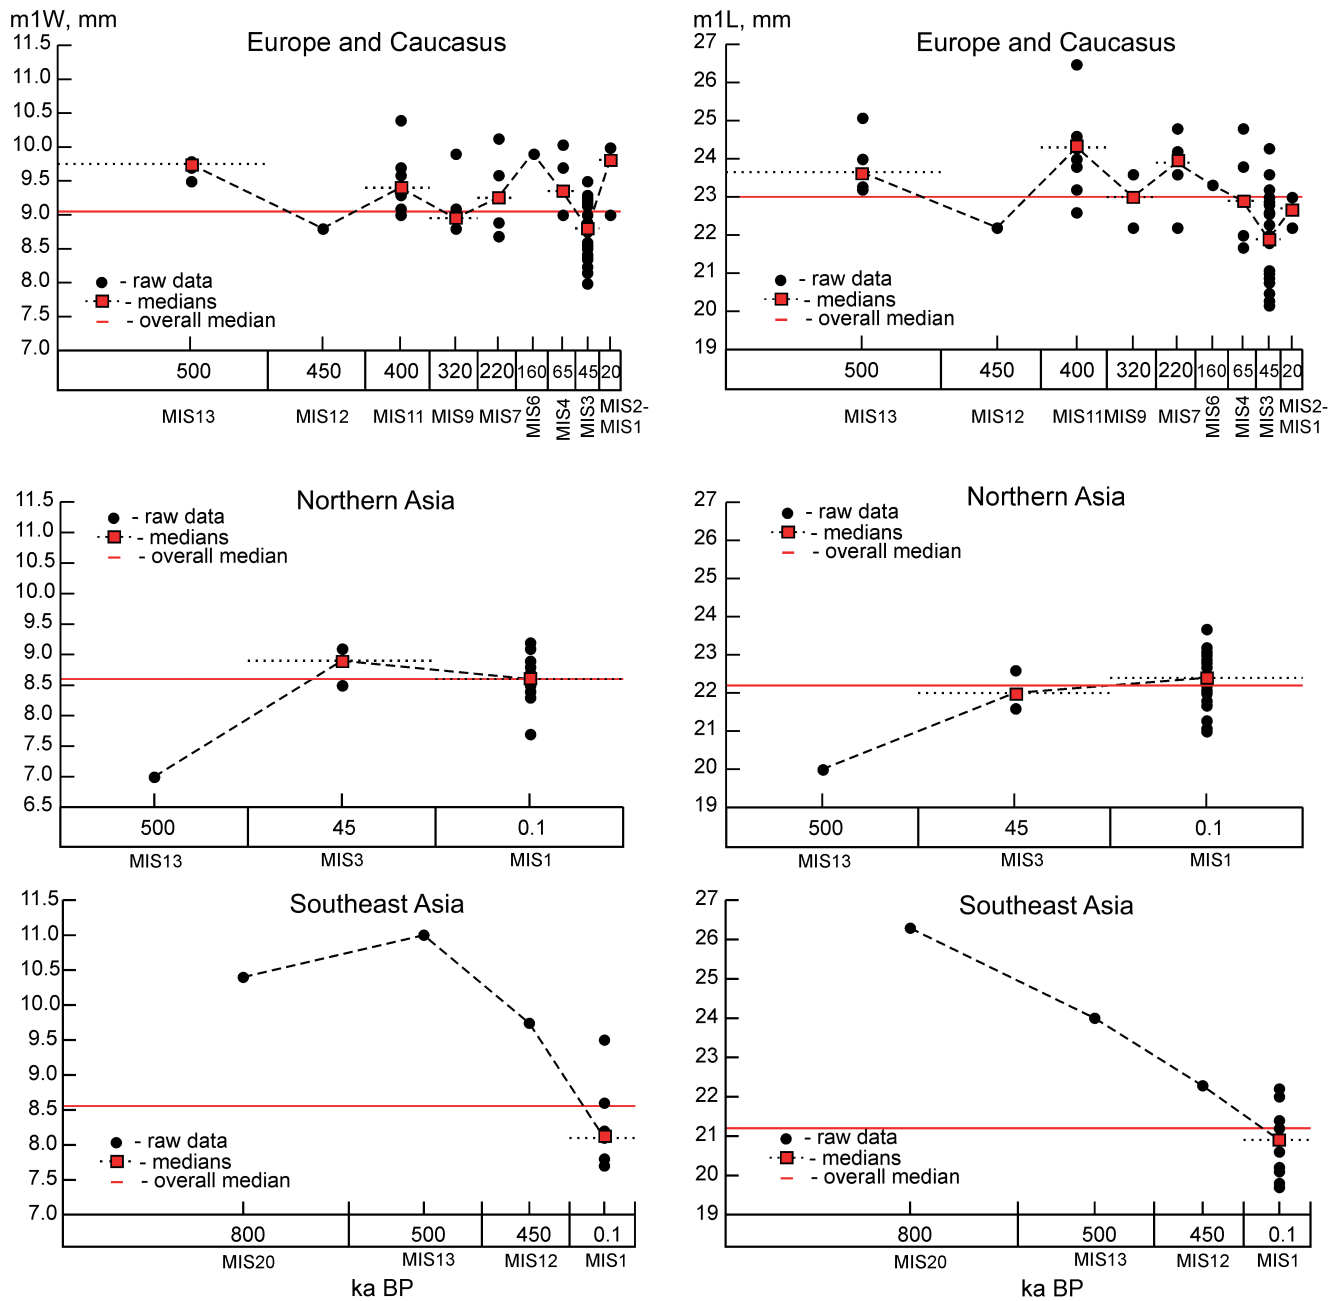 m1W, mm
Europe and Caucasus
11.5
11.0
10.5
10.0
9.5
9.0
8.5
8.0
7.5
7.0
- raw data
- medians
- overall median
500 450 400 320 220 160 65 45 20
MIS13 MIS12 MIS11 MIS9 MIS7 MIS6 MIS4 MIS3 MIS2-
MIS1
m1L, mm
Europe and Caucasus
27
26
25
24
23
22
21
20
19
- raw data
- medians
- overall median
500 450 400 320 220 160 65 45 20
MIS13 MIS12 MIS11 MIS9 MIS7 MIS6 MIS4 MIS3 MIS2-
MIS1
Northern Asia
11.5
11.0
10.5
10.0
9.5
9.0
8.5
8.0
7.5
7.0
6.5
- raw data
- medians
- overall median
500 45 0.1
MIS13 MIS3 MIS1
Northern Asia
27
26
25
24
23
22
21
20
19
- raw data
- medians
- overall median
500 45 0.1
MIS13 MIS3 MIS1
Southeast Asia
11.5
11.0
10.5
10.0
9.5
9.0
8.5
8.0
7.5
7.0
- raw data
- medians
- overall median
800 500 450 0.1
MIS20 MIS13 MIS12 MIS1
ka BP
Southeast Asia
27
26
25
24
23
22
21
20
19
- raw data
- medians
- overall median
800 500 450 0.1
MIS20 MIS13 MIS12 MIS1
ka BP